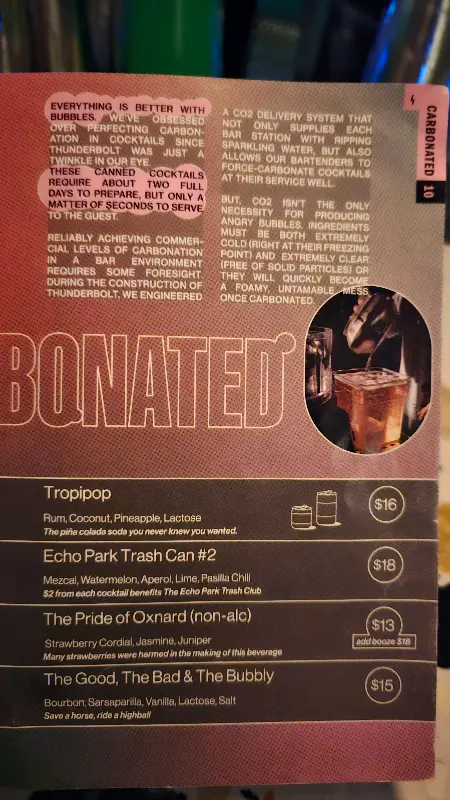 EVERYTHING IS BETTER WITH
BUBBLES. WE'VE OBSESSED
OVER PERFECTING CARBON-
ATION IN COCKTAILS SINCE
THUNDERBOLT WAS JUST A
TWINKLE IN OUR EYE.
THESE CANNED COCKTAILS
REQUIRE ABOUT TWO FULL
DAYS TO PREPARE, BUT ONLY A
MATTER OF SECONDS TO SERVE
TO THE GUEST.
RELIABLY ACHIEVING COMMER-
CIAL LEVELS OF CARBONATION
IN A BAR ENVIRONMENT
REQUIRES SOME FORESIGHT.
DURING THE CONSTRUCTION OF
THUNDERBOLT, WE ENGINEERED
A CO2 DELIVERY SYSTEM THAT
NOT ONLY SUPPLIES EACH
BAR STATION WITH RIPPING
SPARKLING WATER, BUT ALSO
ALLOWS OUR BARTENDERS TO
FORCE-CARBONATE COCKTAILS
AT THEIR SERVICE WELL.
BUT, CO2 ISN'T THE ONLY
NECESSITY FOR PRODUCING
ANGRY BUBBLES. INGREDIENTS
MUST BE BOTH EXTREMELY
COLD (RIGHT AT THEIR FREEZING
POINT) AND EXTREMELY CLEAR
(FREE OF SOLID PARTICLES) OR
THEY WILL QUICKLY BECOME
A FOAMY, UNTAMABLE MESS
ONCE CARBONATED.
CARBONATED 10
BONATED
Tropipop
$16
Rum, Coconut, Pineapple, Lactose
The piña colada soda you never knew you wanted.
Echo Park Trash Can #2
$18
Mezcal, Watermelon, Aperol, Lime, Pasilla Chili
$2 from each cocktail benefits The Echo Park Trash Club
The Pride of Oxnard (non-alc)
$13
add booze $18
Strawberry Cordial, Jasmine, Juniper
Many strawberries were harmed in the making of this beverage
The Good, The Bad & The Bubbly
$15
Bourbon, Sarsaparilla, Vanilla, Lactose, Salt
Save a horse, ride a highball